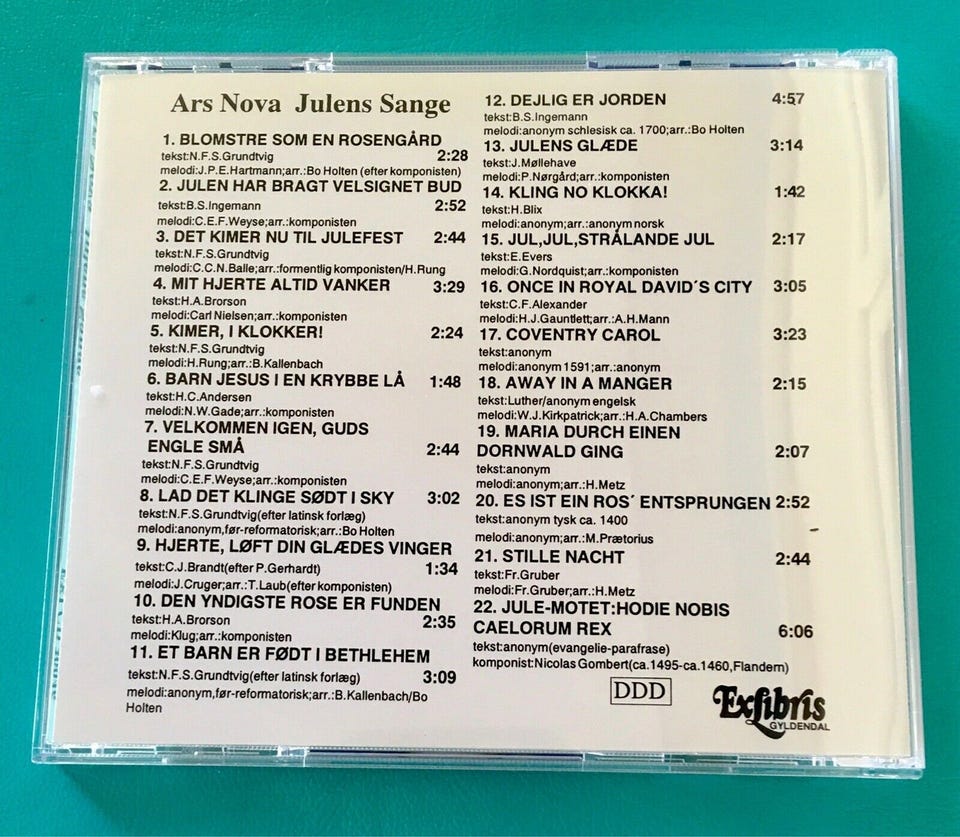 Ars Nova Julens Sange
1. BLOMSTRE SOM EN ROSENGÅRD
tekst:N.F.S.Grundtvig 2:28
melodi:J.P.E.Hartmann;arr.:Bo Holten (efter komponisten)
2. JULEN HAR BRAGT VELSIGNET BUD
tekst:B.S.Ingemann 2:52
melodi:C.E.F.Weyse;arr.:komponisten
3. DET KIMER NU TIL JULEFEST 2:44
tekst:N.F.S.Grundtvig
melodi:C.C.N.Balle;arr.:formentlig komponisten/H.Rung
4. MIT HJERTE ALTID VANKER 3:29
tekst:H.A.Brorson
melodi:Carl Nielsen;arr.:komponisten
5. KIMER, I KLOKKER! 2:24
tekst:N.F.S.Grundtvig
melodi:H.Rung;arr.:B.Kallenbach
6. BARN JESUS I EN KRYBBE LÅ 1:48
tekst:H.C.Andersen
melodi:N.W.Gade;arr.:komponisten
7. VELKOMMEN IGEN, GUDS
ENGLE SMÅ 2:44
tekst:N.F.S.Grundtvig
melodi:C.E.F.Weyse;arr.:komponisten
8. LAD DET KLINGE SØDT I SKY 3:02
tekst:N.F.S.Grundtvig(efter latinsk forlæg)
melodi:anonym,før-reformatorisk;arr.:Bo Holten
9. HJERTE, LØFT DIN GLÆDES VINGER
tekst:C.J.Brandt(efter P.Gerhardt) 1:34
melodi:J.Cruger;arr.:T.Laub(efter komponisten)
10. DEN YNDIGSTE ROSE ER FUNDEN
tekst:H.A.Brorson 2:35
melodi:Klug;arr.:komponisten
11. ET BARN ER FØDT I BETHLEHEM
tekst:N.F.S.Grundtvig(efter latinsk forlæg) 3:09
melodi:anonym,før-reformatorisk;arr.:B.Kallenbach/Bo
Holten
12. DEJLIG ER JORDEN 4:57
tekst:B.S.Ingemann
melodi:anonym schlesisk ca. 1700;arr.:Bo Holten
13. JULENS GLÆDE 3:14
tekst:J.Møllehave
melodi:P.Nørgård;arr.:komponisten
14. KLING NO KLOKKA! 1:42
tekst:H.Blix
melodi:anonym;arr.:anonym norsk
15. JUL,JUL,STRÅLANDE JUL 2:17
tekst:E.Evers
melodi:G.Nordquist;arr.:komponisten
16. ONCE IN ROYAL DAVID´S CITY 3:05
tekst:C.F.Alexander
melodi:H.J.Gauntlett;arr.:A.H.Mann
17. COVENTRY CAROL 3:23
tekst:anonym
melodi:anonym 1591;arr.:anonym
18. AWAY IN A MANGER 2:15
tekst:Luther/anonym engelsk
melodi:W.J.Kirkpatrick;arr.:H.A.Chambers
19. MARIA DURCH EINEN
DORNWALD GING 2:07
tekst:anonym
melodi:anonym;arr.:H.Metz
20. ES IST EIN ROS´ ENTSPRUNGEN 2:52
tekst:anonym tysk ca. 1400
melodi:anonym;arr.:M.Prætorius
21. STILLE NACHT 2:44
tekst:Fr.Gruber
melodi:Fr.Gruber;arr.:H.Metz
22. JULE-MOTET:HODIE NOBIS
CAELORUM REX 6:06
tekst:anonym(evangelie-parafrase)
komponist:Nicolas Gombert(ca.1495-ca.1460,Flandern)
DDD
Exlibris
GYLDENDAL